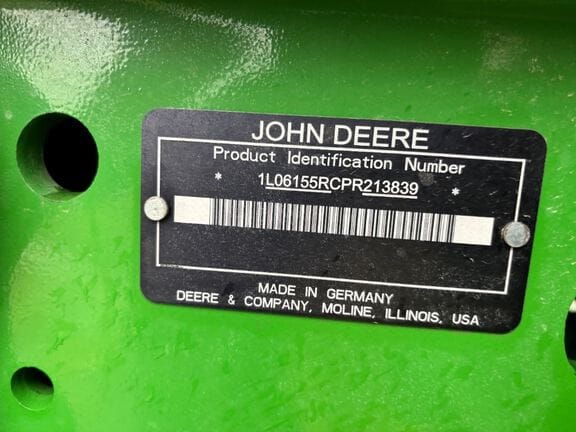 JOHN DEERE
Product Identification Number
* 1L06155RCPR213839 *
MADE IN GERMANY
DEERE & COMPANY, MOLINE, ILLINOIS, USA